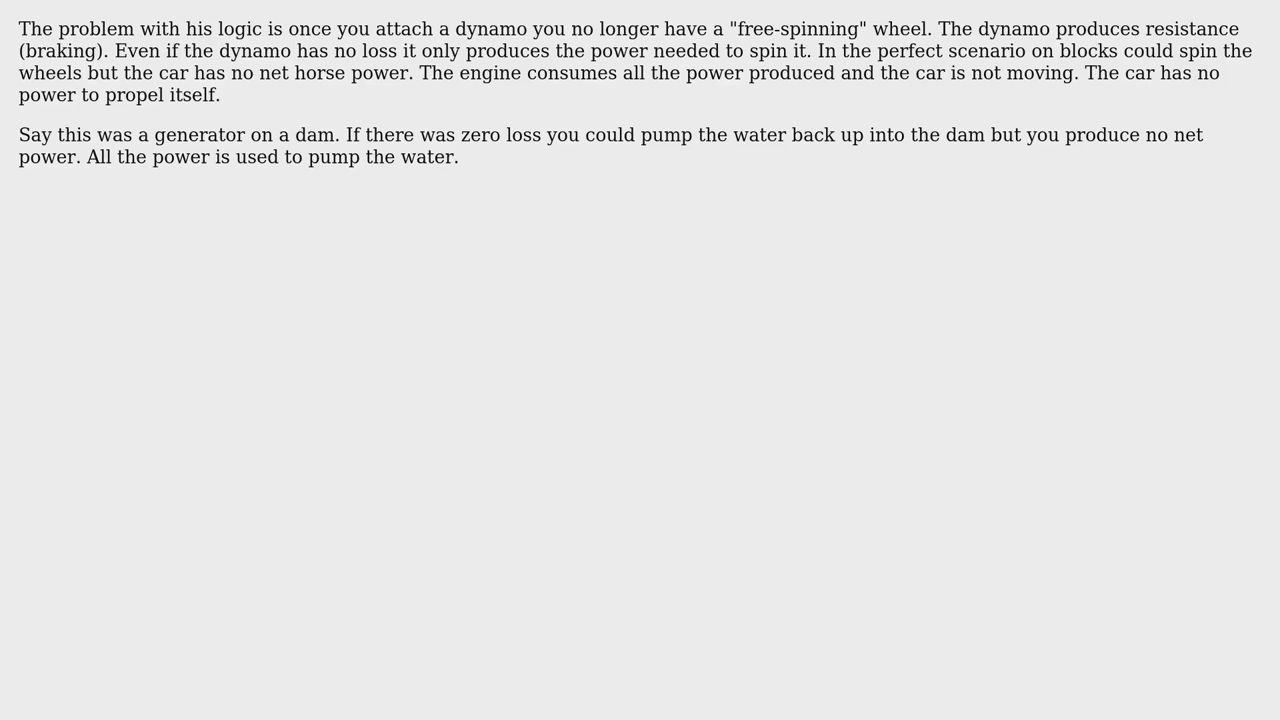 The problem with his logic is once you attach a dynamo you no longer have a "free-spinning" wheel. The dynamo produces resistance
(braking). Even if the dynamo has no loss it only produces the power needed to spin it. In the perfect scenario on blocks could spin the
wheels but the car has no net horse power. The engine consumes all the power produced and the car is not moving. The car has no
power to propel itself.
Say this was a generator on a dam. If there was zero loss you could pump the water back up into the dam but you produce no net
power. All the power is used to pump the water.